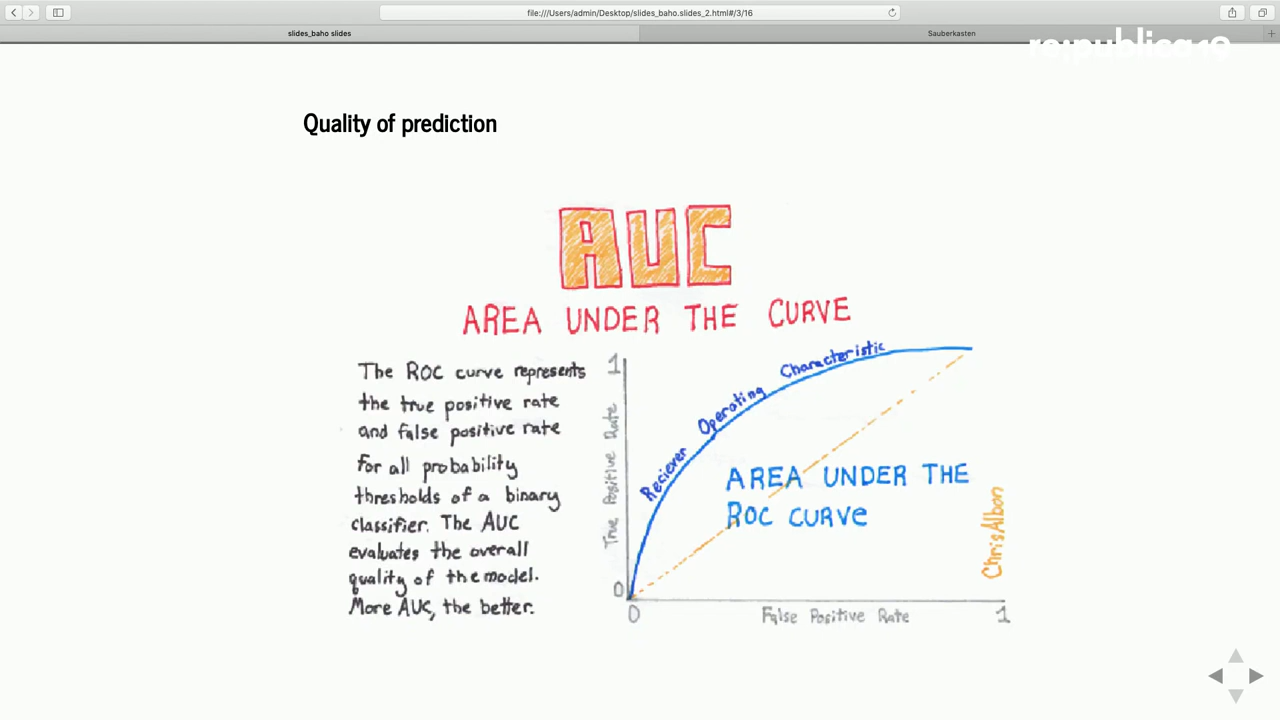 file:///Users/admin/Desktop/slides_baho.slides_2.html#/3/16
slides_baho slides
Sauberkasten
re:publica 19
Quality of prediction
AUC
AREA UNDER THE CURVE
The ROC curve represents
the true positive rate
and false positive rate
for all probability
thresholds of a binary
classifier. The AUC
evaluates the overall
quality of the model.
More AUC, the better.
1
True Positive Rate
0
Reciever Operating Characteristic
AREA UNDER THE
ROC CURVE
ChrisAlbon
0
False Positive Rate
1